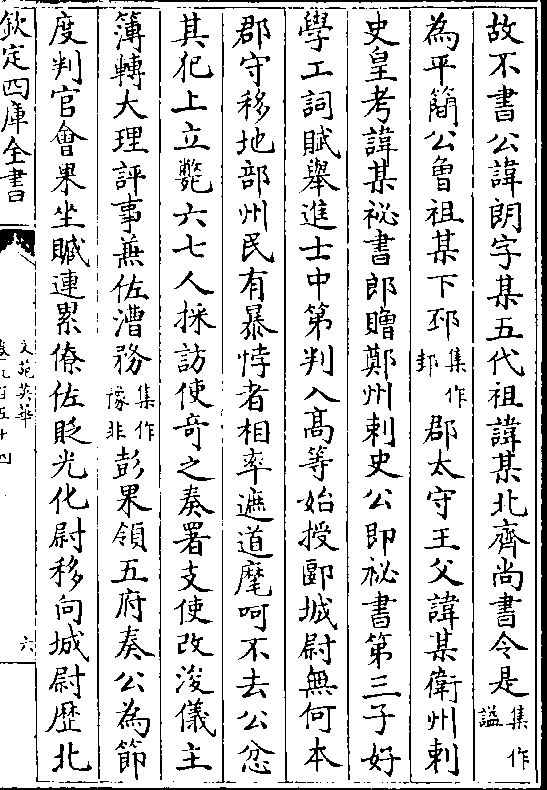 故不書公諱朗字某五代祖諱某北齊尚書令是集作諡
為平簡公曾祖某下邳集作邽郡太守王父諱某衛州刺
史皇考諱某祕書郎贈鄭州刺史公即祕書第三子好
學工詞賦舉進士中第判入髙等始授郾城尉無何本
郡守移地部州民有暴悖者相率遮道麾呵不去公忿
其犯上立斃六七人採訪使奇之奏署支使改浚儀主
簿轉大理評事兼佐漕務集作豫非彭果領五府奏公為節
度判官會果坐贓連累僚佐貶光化尉移向城尉歴北
欽定四庫全書
文苑英華
卷九百五十四
六